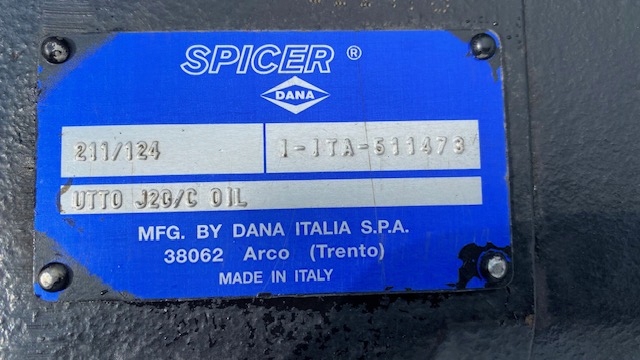 SPICER ®
DANA
211/124 I-ITA-511473
UTTO J20/C OIL
MFG. BY DANA ITALIA S.P.A.
38062 Arco (Trento)
MADE IN ITALY